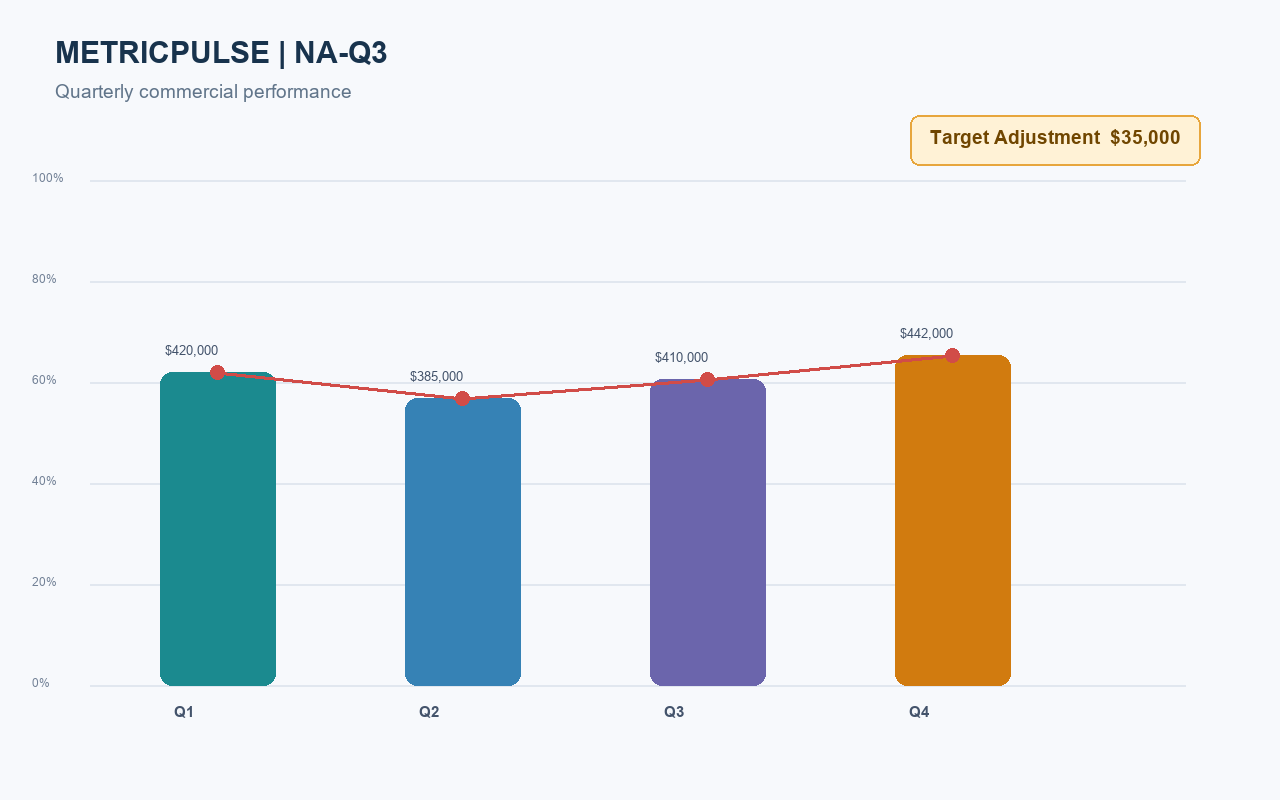 METRICPULSE | NA-Q3
Quarterly commercial performance
Target Adjustment  $35,000
100%
80%
60%
40%
20%
0%
$420,000
$385,000
$410,000
$442,000
Q1
Q2
Q3
Q4